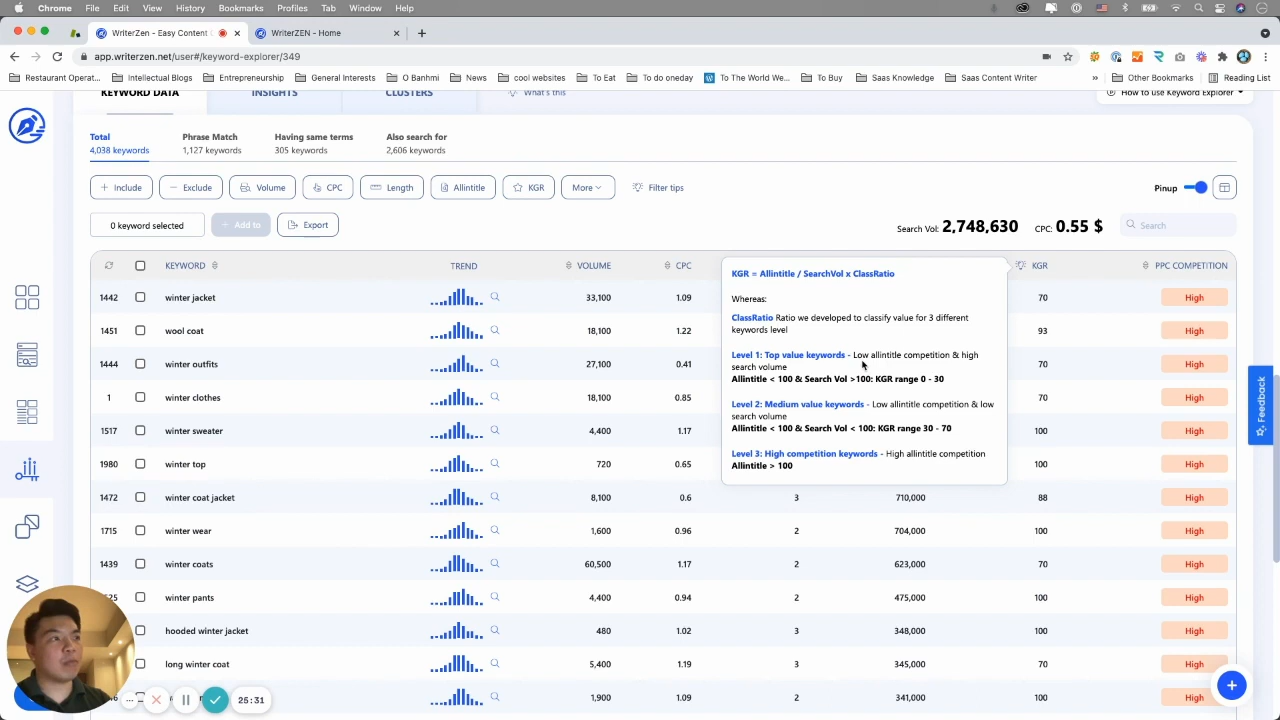 Chrome File Edit View History Bookmarks Profiles Tab Window Help
WriterZen - Easy Content
WriterZEN - Home
app.writerzen.net/user#/keyword-explorer/349
Restaurant Operat... Intellectual Blogs Entrepreneurship General Interests O Banhmi News cool websites To Eat To do oneday To The World We... To Buy Saas Knowledge Saas Content Writer » Other Bookmarks Reading List
KEYWORD DATA INSIGHTS CLUSTERS What's this How to use Keyword Explorer
Total Phrase Match Having same terms Also search for
4,038 keywords 1,127 keywords 305 keywords 2,606 keywords
+ Include − Exclude Volume CPC Length Allintitle KGR More Filter tips Pinup
0 keyword selected + Add to Export Search Vol: 2,748,630 CPC: 0.55 $ Search
KEYWORD TREND VOLUME CPC KGR PPC COMPETITION
1442 winter jacket 33,100 1.09 70 High
1451 wool coat 18,100 1.22 93 High
1444 winter outfits 27,100 0.41 70 High
1 winter clothes 18,100 0.85 70 High
1517 winter sweater 4,400 1.17 100 High
1980 winter top 720 0.65 100 High
1472 winter coat jacket 8,100 0.6 3 710,000 88 High
1715 winter wear 1,600 0.96 2 704,000 100 High
1439 winter coats 60,500 1.17 2 623,000 70 High
winter pants 4,400 0.94 2 475,000 100 High
hooded winter jacket 480 1.02 3 348,000 100 High
long winter coat 5,400 1.19 3 345,000 70 High
1,900 1.09 2 341,000 100 High
KGR = Allintitle / SearchVol x ClassRatio
Whereas:
ClassRatio Ratio we developed to classify value for 3 different
keywords level
Level 1: Top value keywords - Low allintitle competition & high
search volume
Allintitle < 100 & Search Vol >100: KGR range 0 - 30
Level 2: Medium value keywords - Low allintitle competition & low
search volume
Allintitle < 100 & Search Vol < 100: KGR range 30 - 70
Level 3: High competition keywords - High allintitle competition
Allintitle > 100
Feedback
25:31